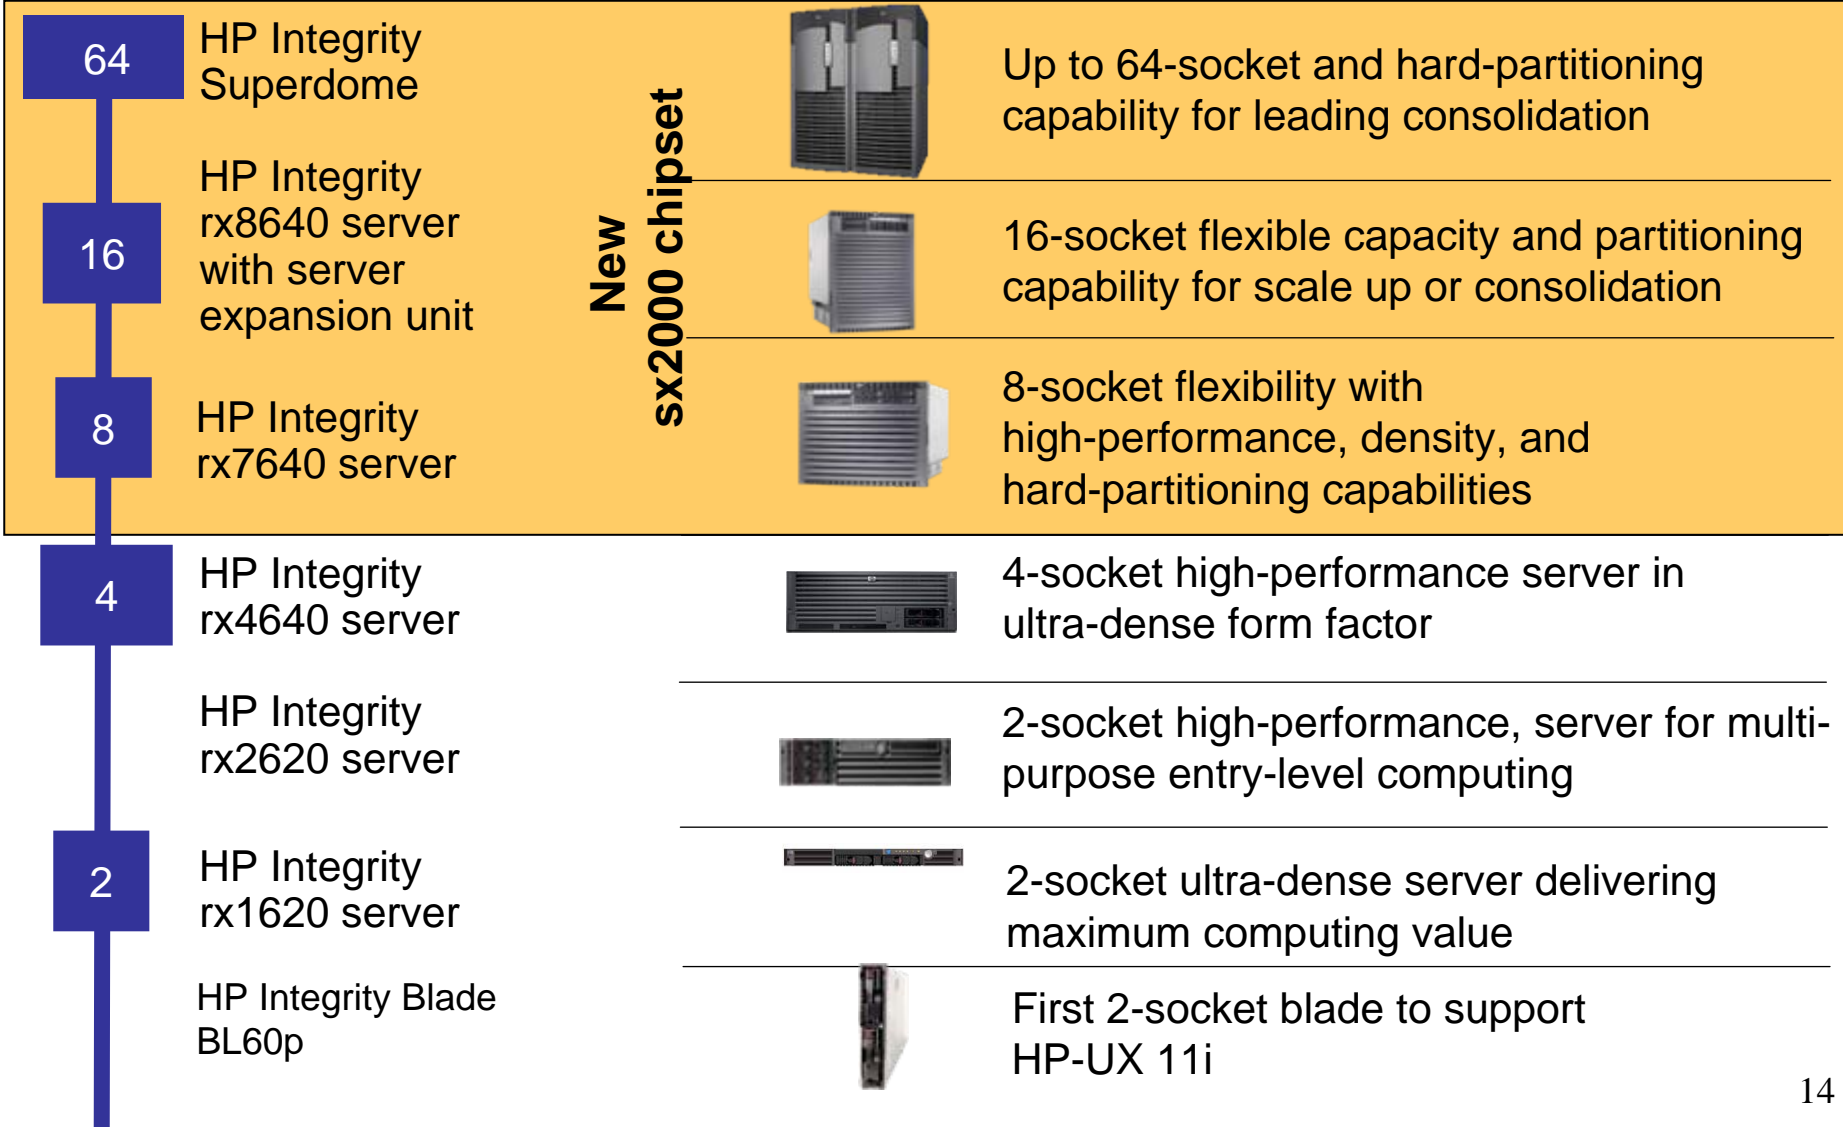 64
HP Integrity
Superdome
Up to 64-socket and hard-partitioning
capability for leading consolidation
New
sx2000 chipset
16
HP Integrity
rx8640 server
with server
expansion unit
16-socket flexible capacity and partitioning
capability for scale up or consolidation
8
HP Integrity
rx7640 server
8-socket flexibility with
high-performance, density, and
hard-partitioning capabilities
4
HP Integrity
rx4640 server
4-socket high-performance server in
ultra-dense form factor
HP Integrity
rx2620 server
2-socket high-performance, server for multi-
purpose entry-level computing
2
HP Integrity
rx1620 server
2-socket ultra-dense server delivering
maximum computing value
HP Integrity Blade
BL60p
First 2-socket blade to support
HP-UX 11i
14